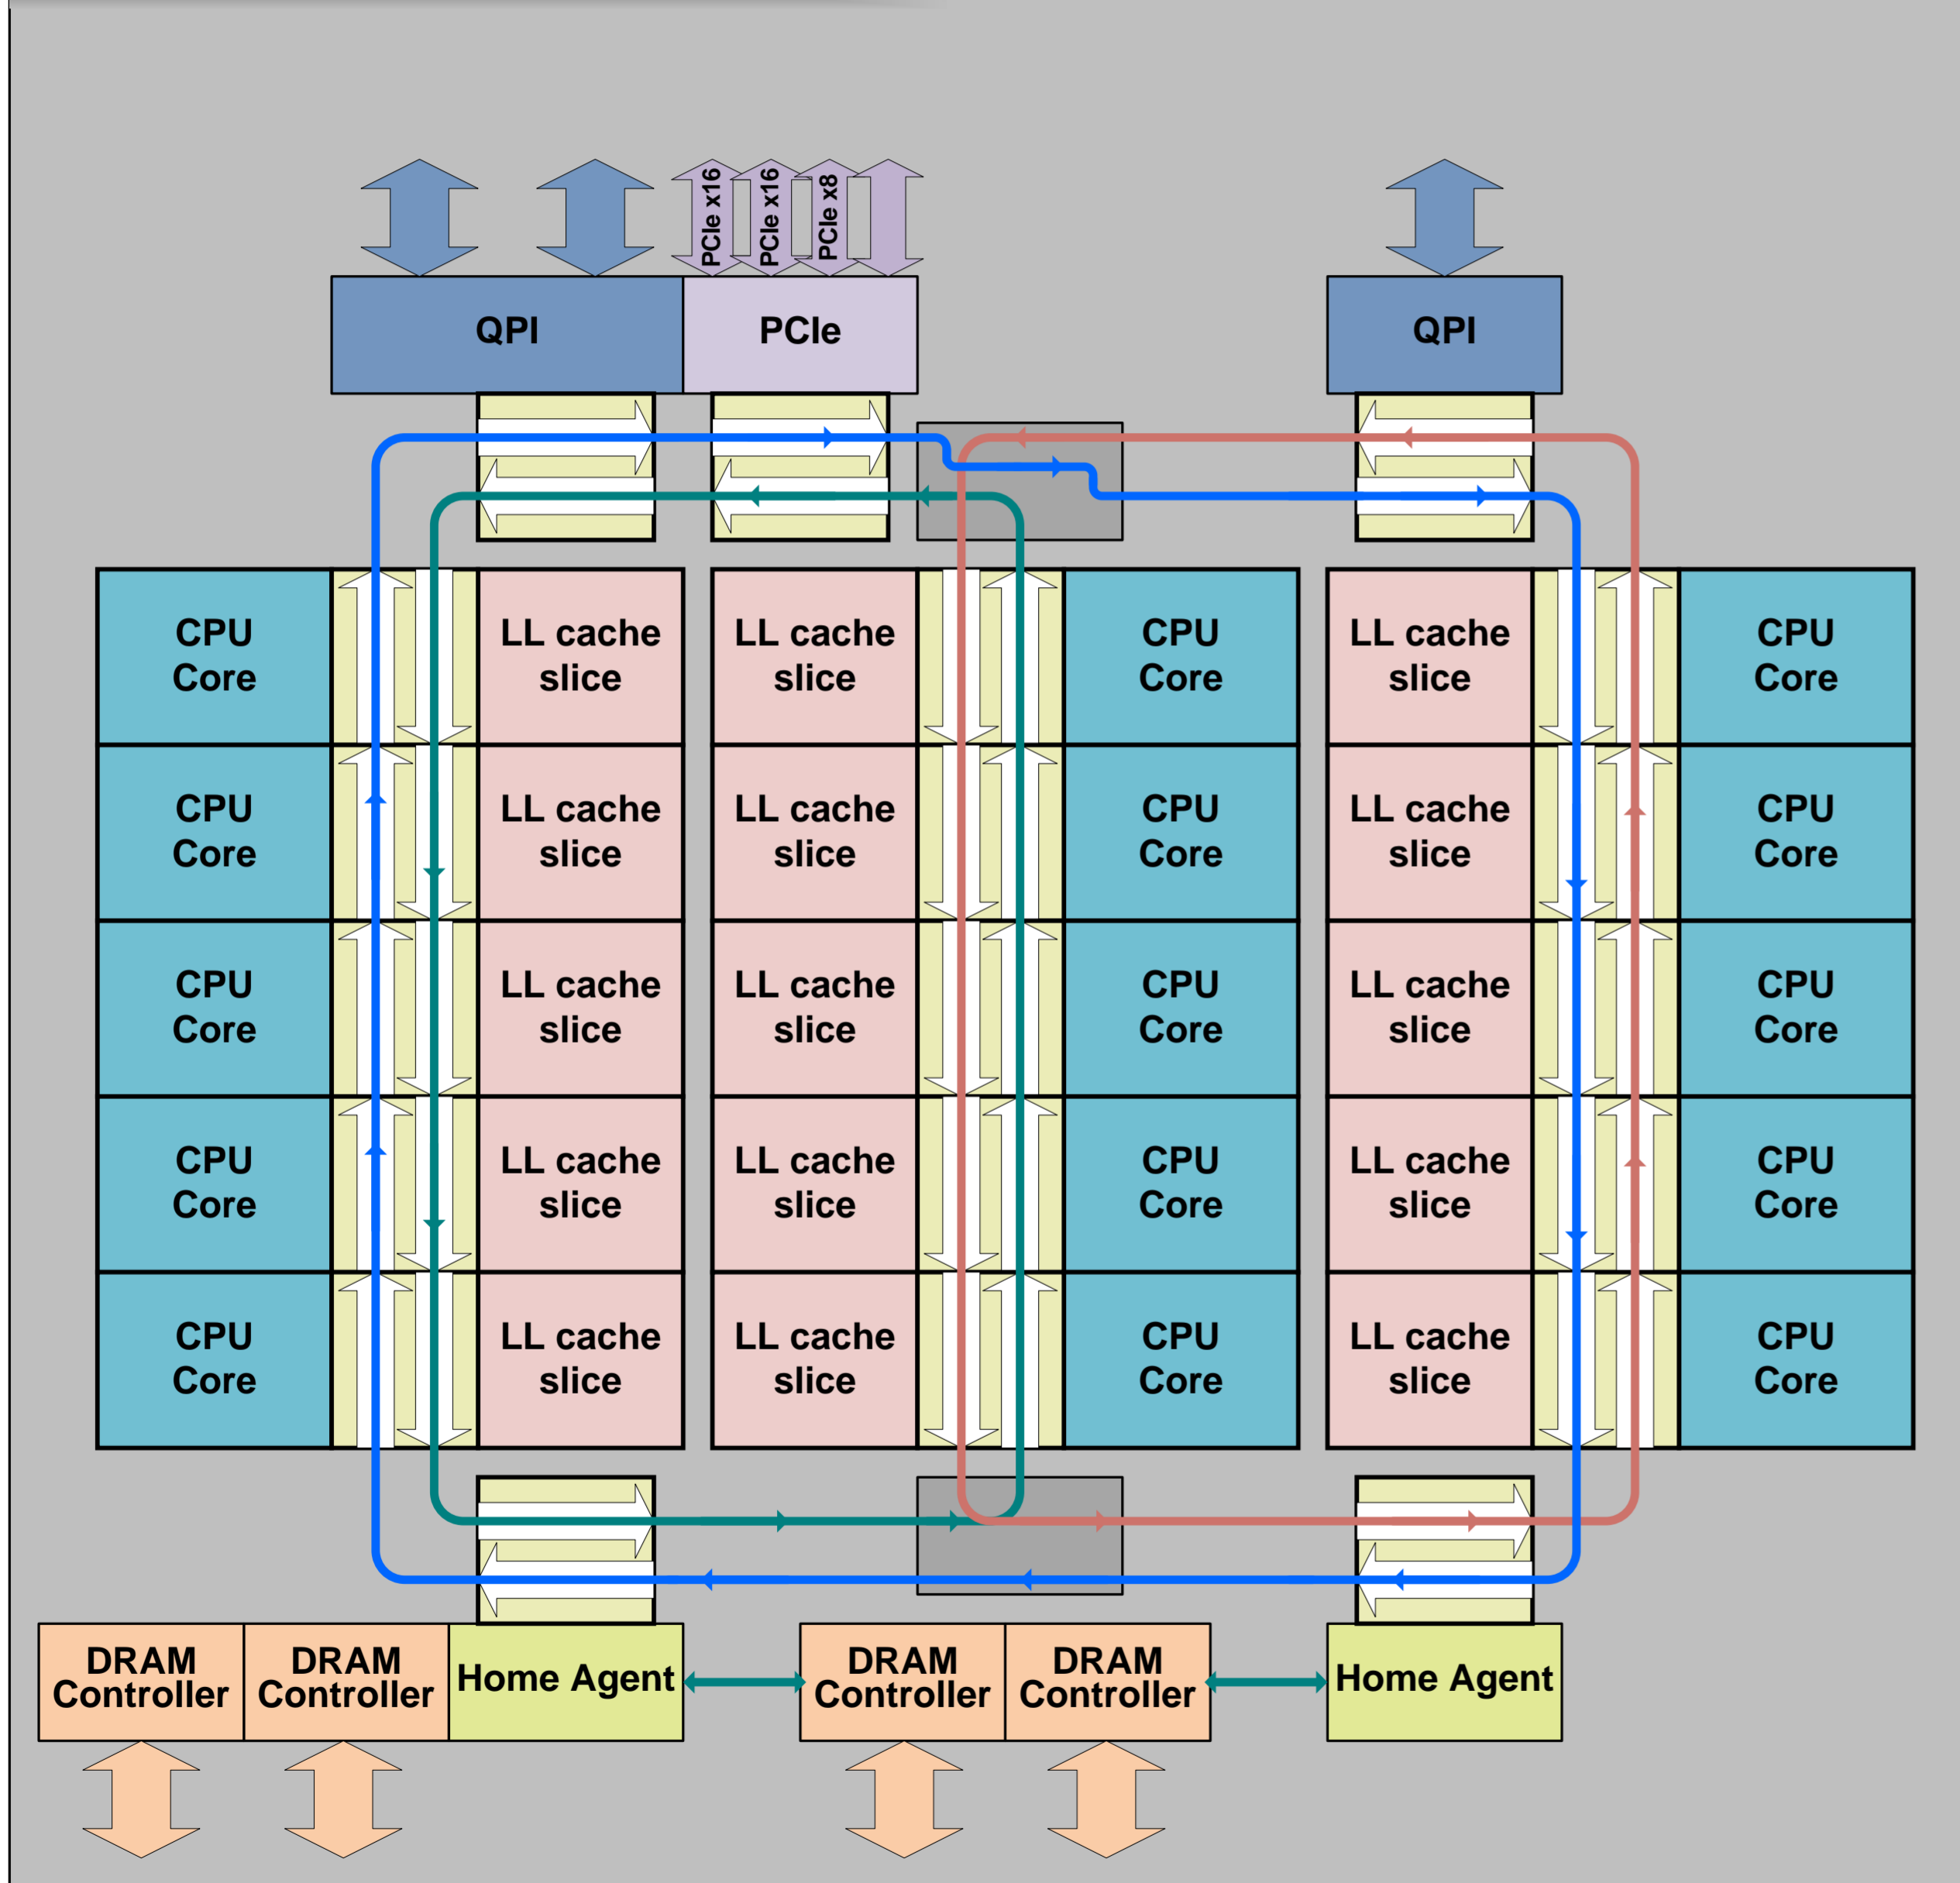 PCIe x16
PCIe x16
PCIe x8
QPI
PCIe
QPI
CPU
Core
LL cache
slice
LL cache
slice
CPU
Core
LL cache
slice
CPU
Core
CPU
Core
LL cache
slice
LL cache
slice
CPU
Core
LL cache
slice
CPU
Core
CPU
Core
LL cache
slice
LL cache
slice
CPU
Core
LL cache
slice
CPU
Core
CPU
Core
LL cache
slice
LL cache
slice
CPU
Core
LL cache
slice
CPU
Core
CPU
Core
LL cache
slice
LL cache
slice
CPU
Core
LL cache
slice
CPU
Core
DRAM
Controller
DRAM
Controller
Home Agent
DRAM
Controller
DRAM
Controller
Home Agent